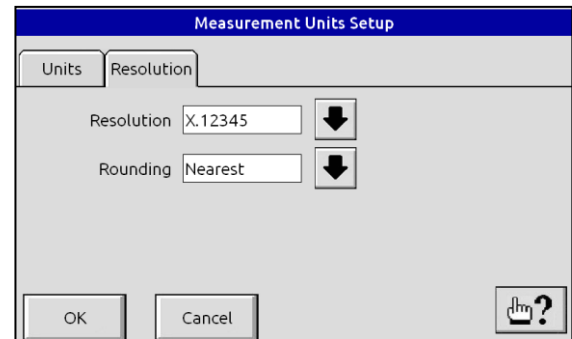 Measurement Units Setup
Units Resolution
Resolution X.12345
Rounding Nearest
OK Cancel ?